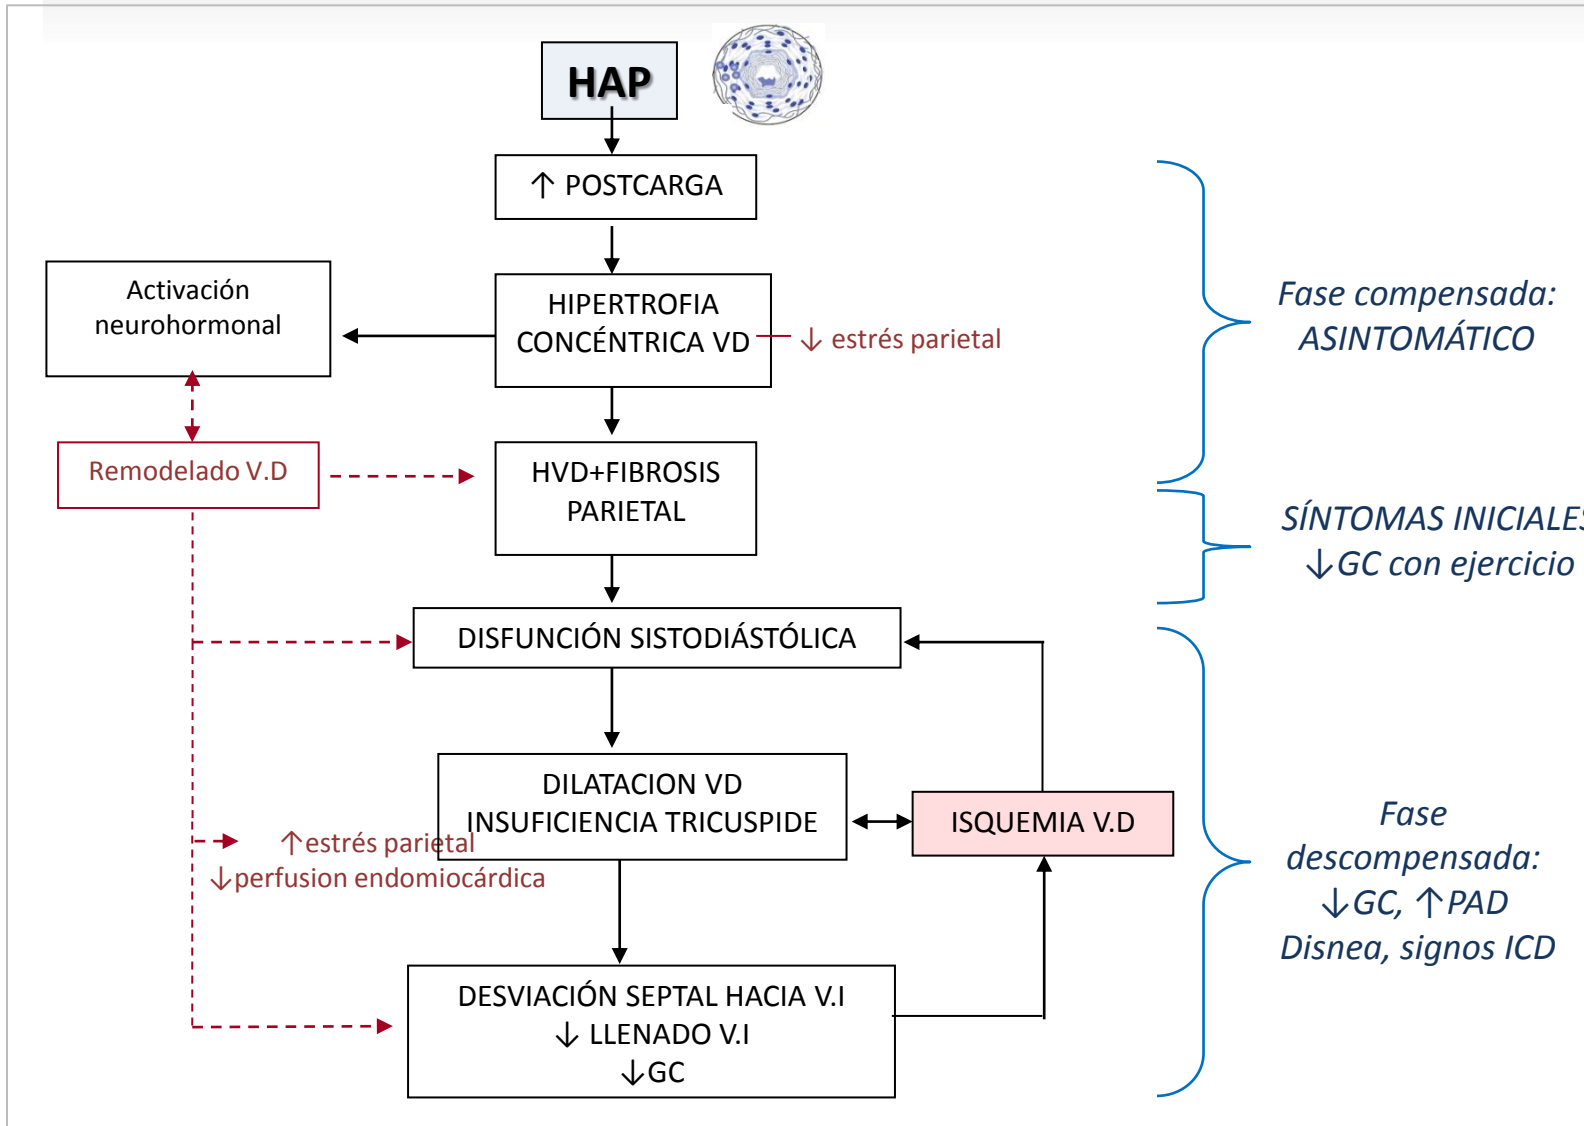 HAP
↑ POSTCARGA
Activación
neurohormonal
HIPERTROFIA
CONCÉNTRICA VD
↓ estrés parietal
Fase compensada:
ASINTOMÁTICO
Remodelado V.D
HVD+FIBROSIS
PARIETAL
SÍNTOMAS INICIALES
↓GC con ejercicio
DISFUNCIÓN SISTODIÁSTÓLICA
DILATACION VD
INSUFICIENCIA TRICUSPIDE
ISQUEMIA V.D
↑estrés parietal
↓perfusion endomiocárdica
Fase
descompensada:
↓GC, ↑PAD
Disnea, signos ICD
DESVIACIÓN SEPTAL HACIA V.I
↓ LLENADO V.I
↓GC